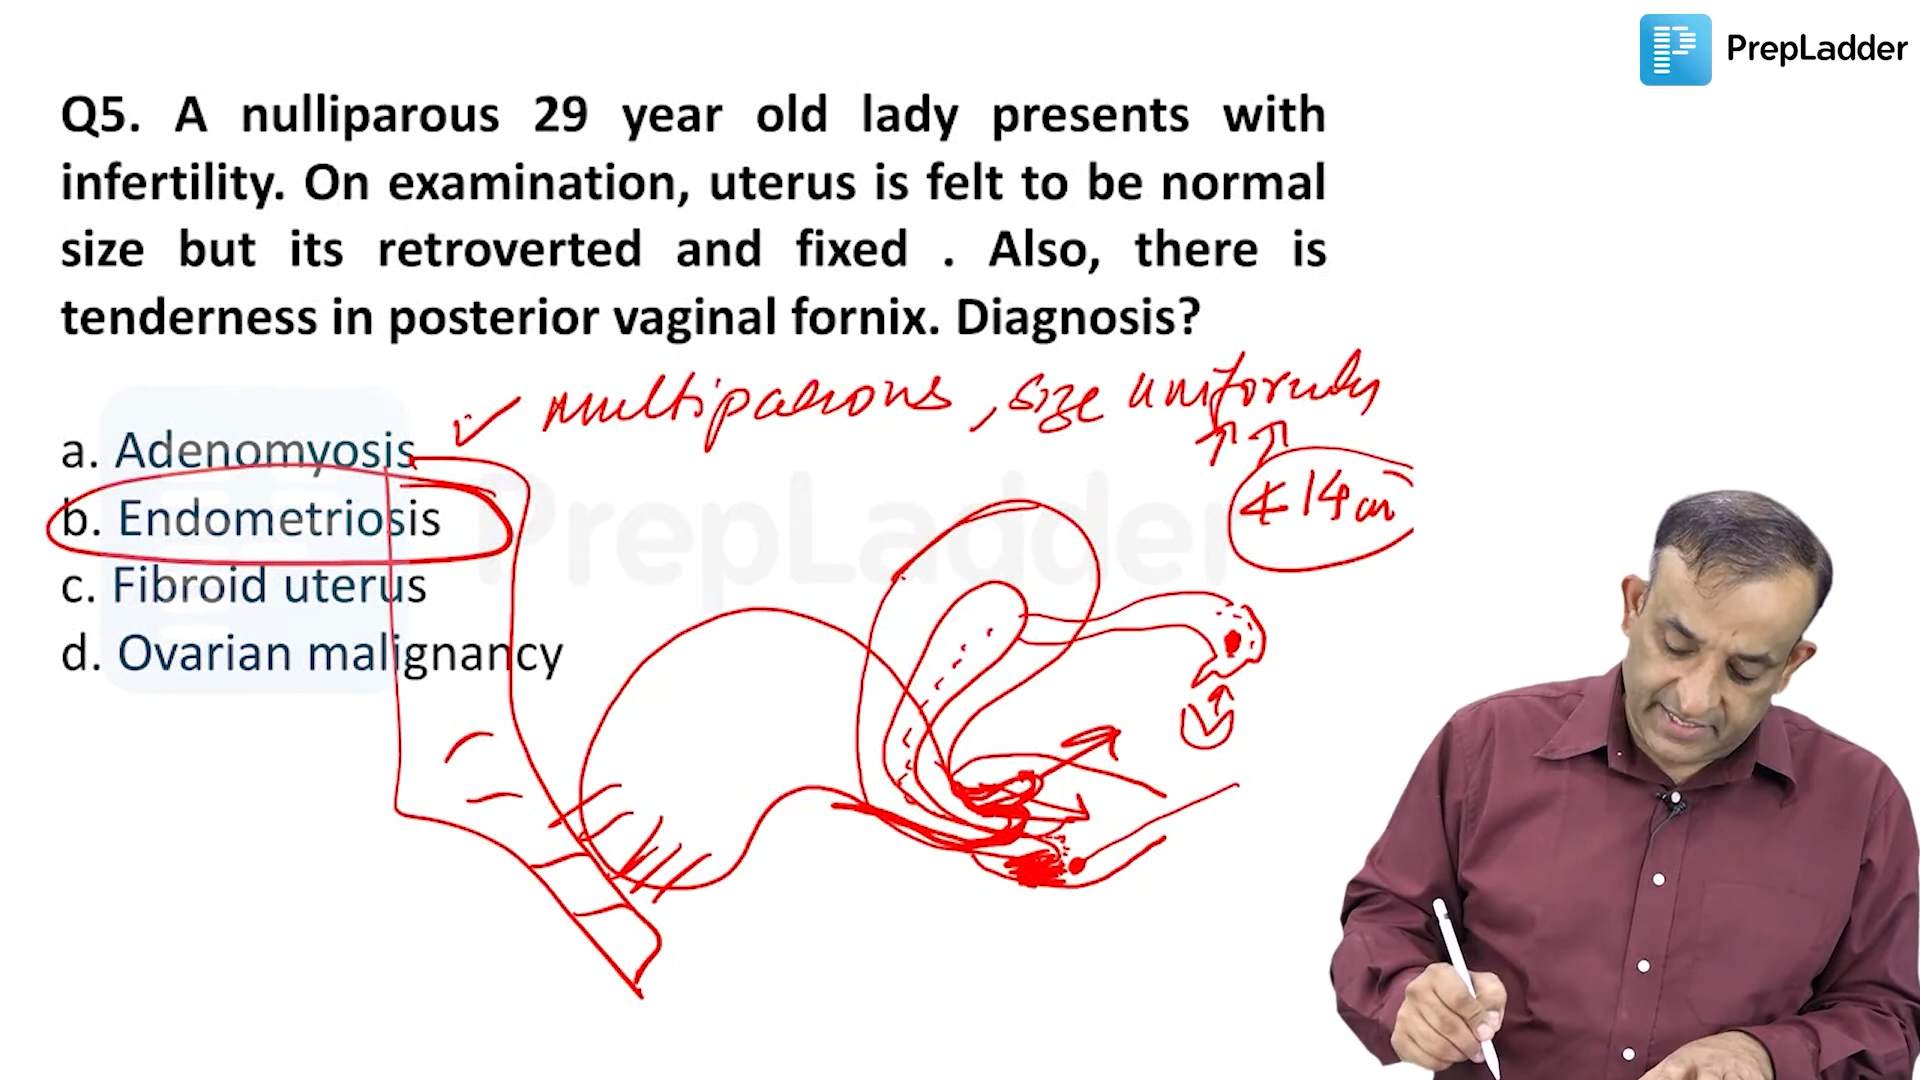 PrepLadder
Q5. A nulliparous 29 year old lady presents with
infertility. On examination, uterus is felt to be normal
size but its retroverted and fixed . Also, there is
tenderness in posterior vaginal fornix. Diagnosis?
multiparous , size uniformly
a. Adenomyosis
≮ 14 cm
b. Endometriosis
PrepLadder
c. Fibroid uterus
d. Ovarian malignancy